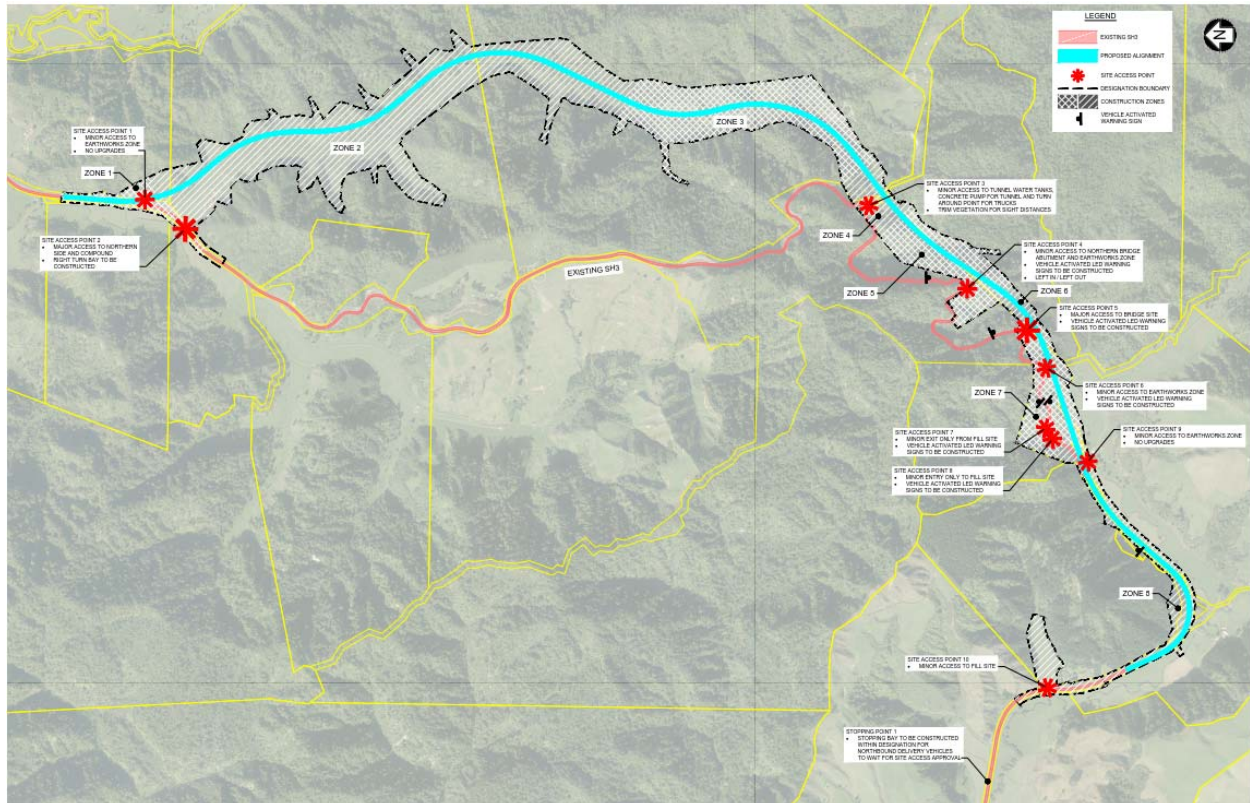 LEGEND
EXISTING SH3
PROPOSED ALIGNMENT
SITE ACCESS POINT
DESIGNATION BOUNDARY
CONSTRUCTION ZONES
VEHICLE ACTIVATED
WARNING SIGN
N
SITE ACCESS POINT 1
• MINOR ACCESS TO
EARTHWORKS ZONE
• NO UPGRADES
ZONE 1
ZONE 2
ZONE 3
SITE ACCESS POINT 2
• MAJOR ACCESS TO NORTHERN
SIDE AND COMPOUND
• RIGHT TURN BAY TO BE
CONSTRUCTED
EXISTING SH3
SITE ACCESS POINT 3
• MINOR ACCESS TO TUNNEL WATER TANKS,
CONCRETE PUMP FOR TUNNEL AND TURN
AROUND POINT FOR TRUCKS
• TRIM VEGETATION FOR SIGHT DISTANCES
ZONE 4
SITE ACCESS POINT 4
• MINOR ACCESS TO NORTHERN BRIDGE
ABUTMENT AND EARTHWORKS ZONE
• VEHICLE ACTIVATED LED WARNING
SIGNS TO BE CONSTRUCTED
• LEFT IN / LEFT OUT
ZONE 5
ZONE 6
SITE ACCESS POINT 5
• MAJOR ACCESS TO BRIDGE SITE
• VEHICLE ACTIVATED LED WARNING
SIGNS TO BE CONSTRUCTED
SITE ACCESS POINT 6
• MINOR ACCESS TO EARTHWORKS ZONE
• VEHICLE ACTIVATED LED WARNING
SIGNS TO BE CONSTRUCTED
ZONE 7
SITE ACCESS POINT 7
• MINOR EXIT ONLY FROM FILL SITE
• VEHICLE ACTIVATED LED WARNING
SIGNS TO BE CONSTRUCTED
SITE ACCESS POINT 9
• MINOR ACCESS TO EARTHWORKS ZONE
• NO UPGRADES
SITE ACCESS POINT 8
• MINOR ENTRY ONLY TO FILL SITE
• VEHICLE ACTIVATED LED WARNING
SIGNS TO BE CONSTRUCTED
ZONE 8
SITE ACCESS POINT 10
• MINOR ACCESS TO FILL SITE
STOPPING POINT 1
• STOPPING BAY TO BE CONSTRUCTED
WITHIN DESIGNATION FOR
NORTHBOUND DELIVERY VEHICLES
TO WAIT FOR SITE ACCESS APPROVAL